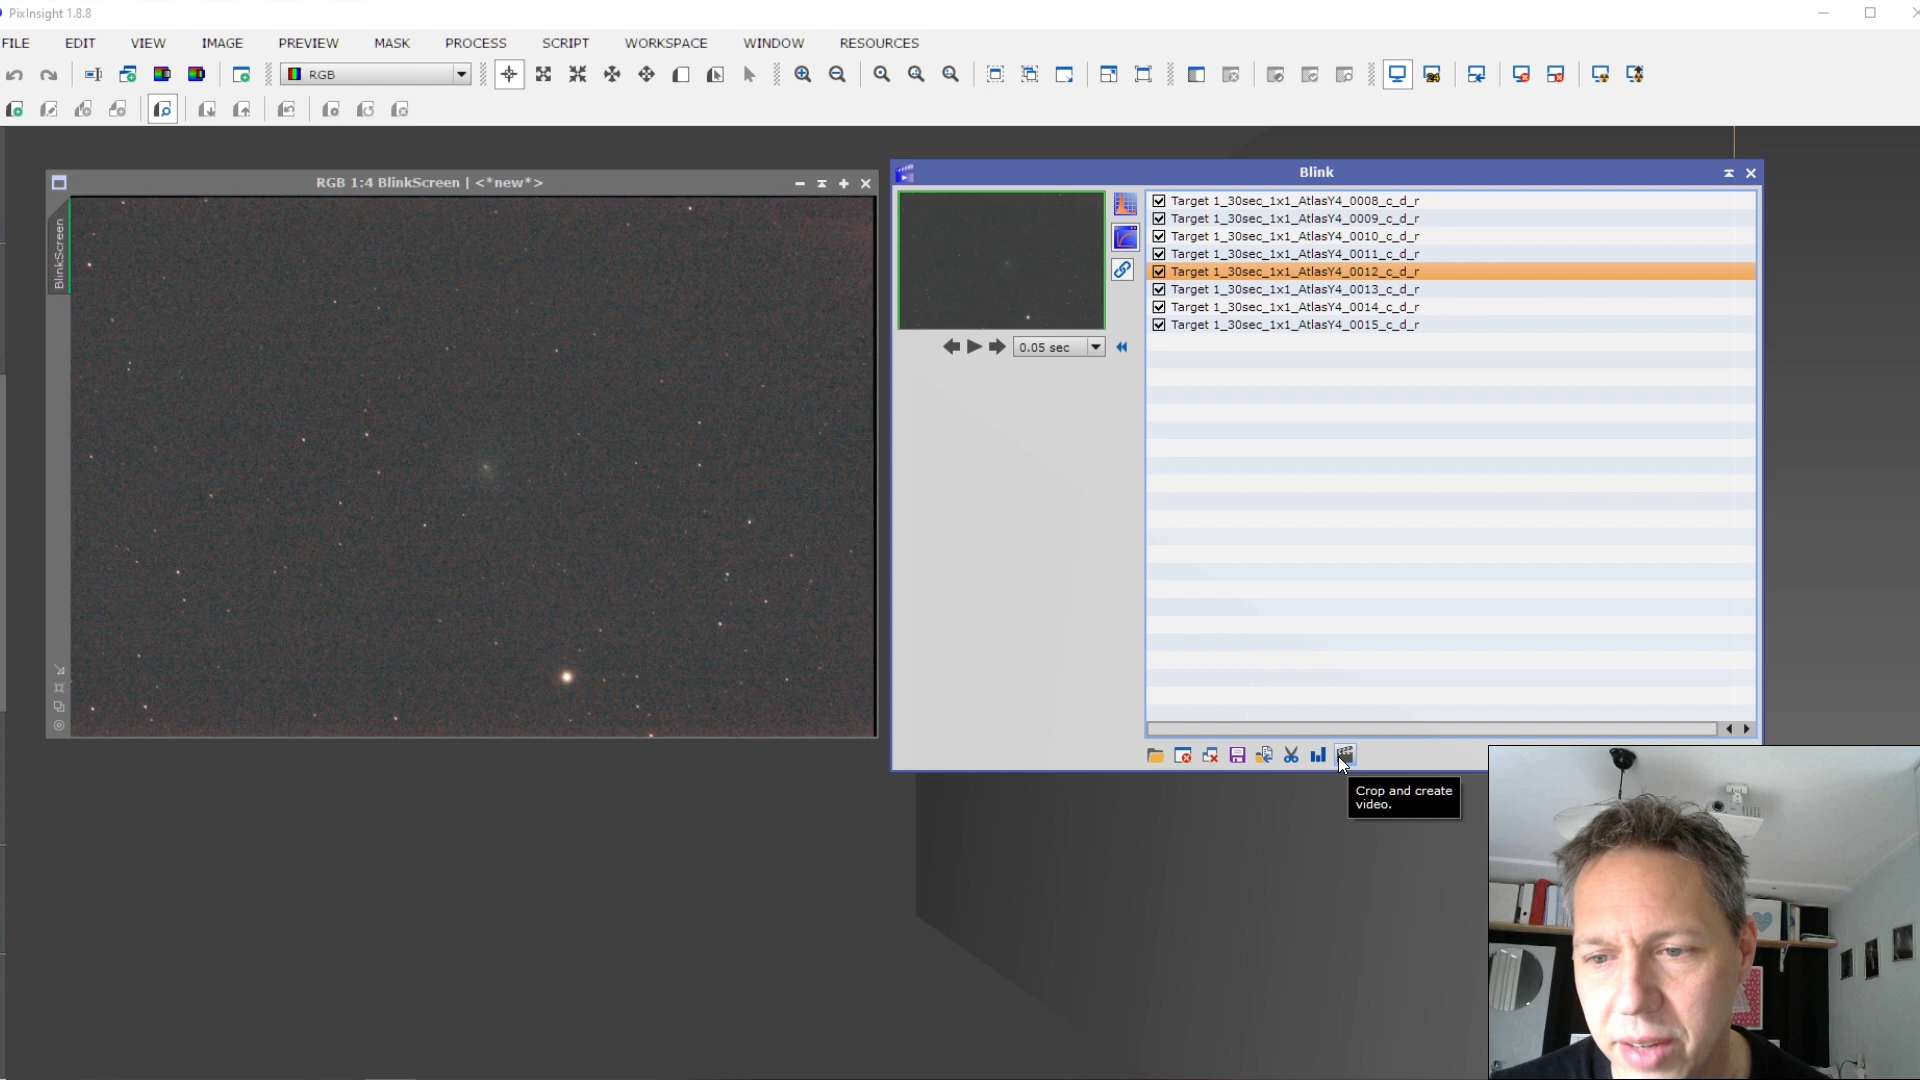 PixInsight 1.8.8
FILE EDIT VIEW IMAGE PREVIEW MASK PROCESS SCRIPT WORKSPACE WINDOW RESOURCES
RGB
RGB 1:4 BlinkScreen | <*new*>
BlinkScreen
Blink
Target 1_30sec_1x1_AtlasY4_0008_c_d_r
Target 1_30sec_1x1_AtlasY4_0009_c_d_r
Target 1_30sec_1x1_AtlasY4_0010_c_d_r
Target 1_30sec_1x1_AtlasY4_0011_c_d_r
Target 1_30sec_1x1_AtlasY4_0012_c_d_r
Target 1_30sec_1x1_AtlasY4_0013_c_d_r
Target 1_30sec_1x1_AtlasY4_0014_c_d_r
Target 1_30sec_1x1_AtlasY4_0015_c_d_r
0.05 sec
Crop and create
video.